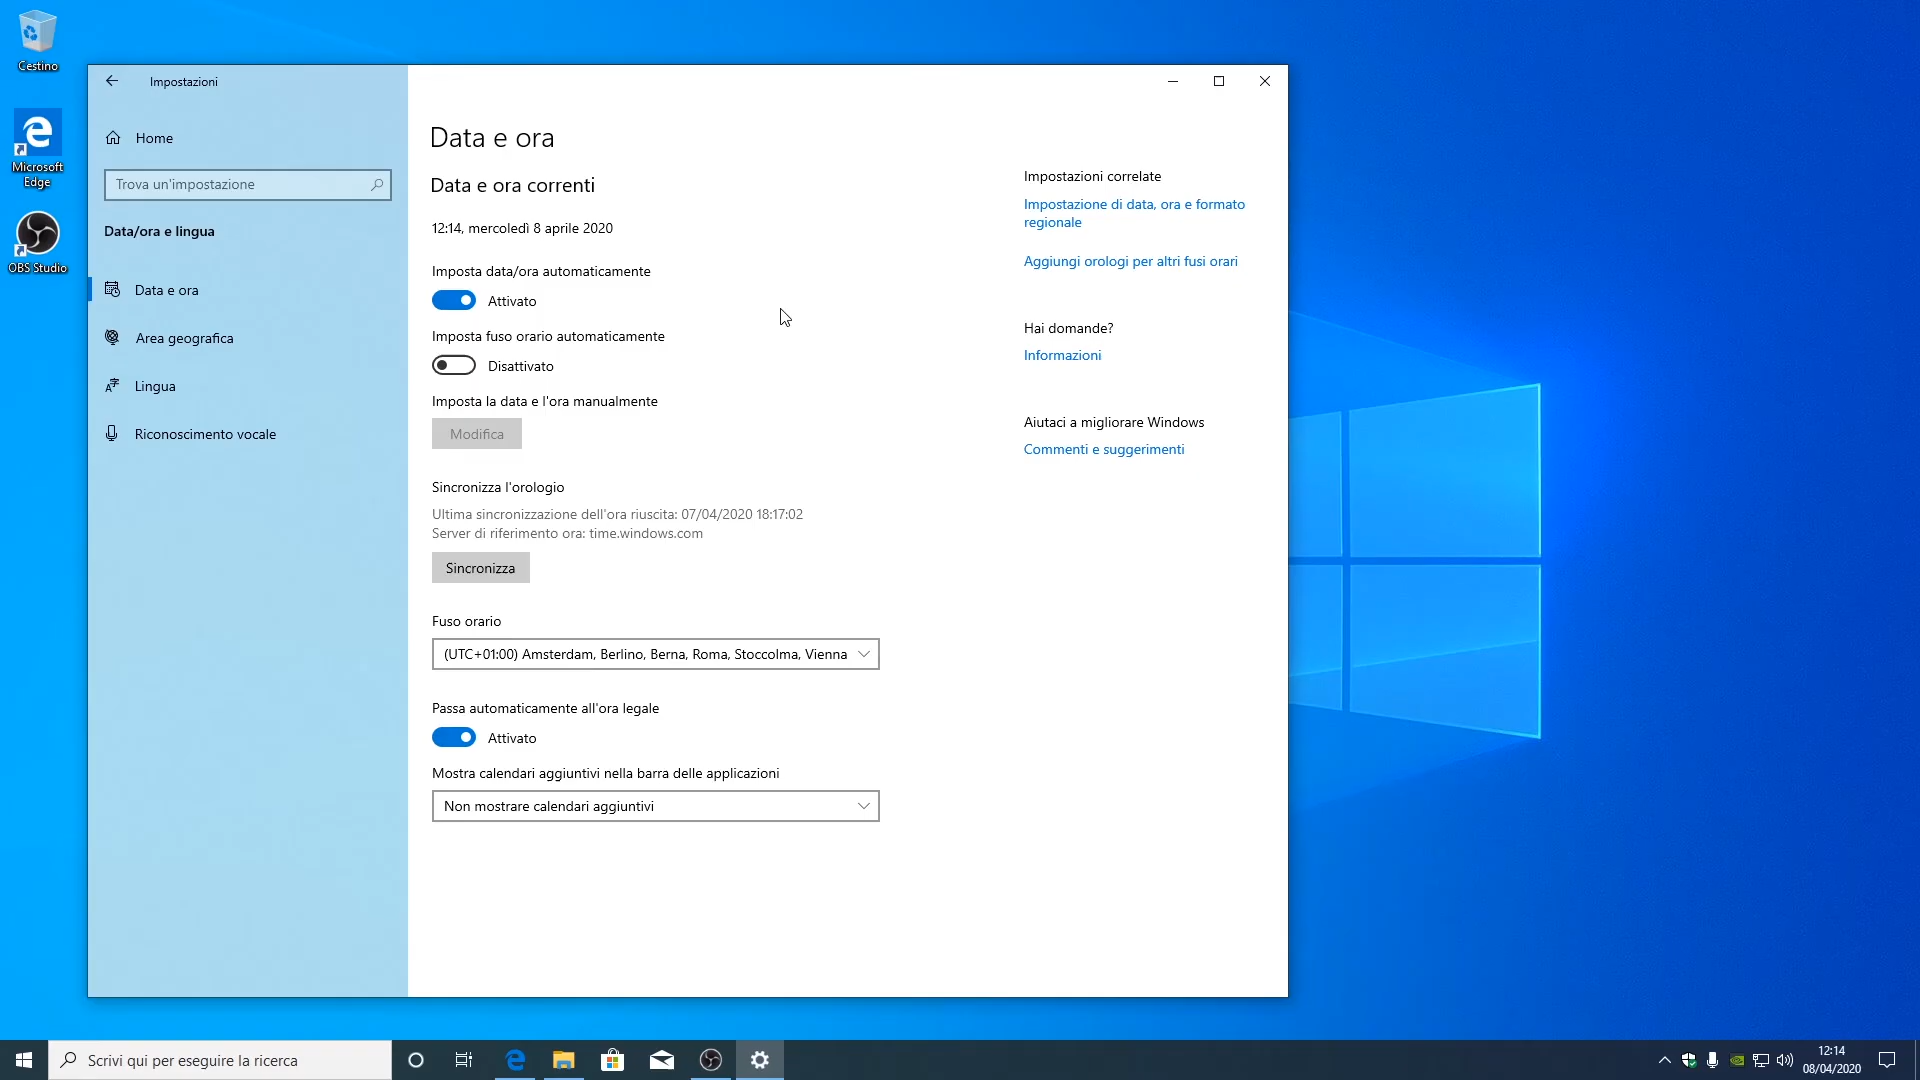 Cestino
Microsoft
Edge
OBS Studio
Impostazioni
Home
Trova un'impostazione
Data/ora e lingua
Data e ora
Area geografica
Lingua
Riconoscimento vocale
Data e ora
Data e ora correnti
12:14, mercoledì 8 aprile 2020
Imposta data/ora automaticamente
Attivato
Imposta fuso orario automaticamente
Disattivato
Imposta la data e l'ora manualmente
Modifica
Sincronizza l'orologio
Ultima sincronizzazione dell'ora riuscita: 07/04/2020 18:17:02
Server di riferimento ora: time.windows.com
Sincronizza
Fuso orario
(UTC+01:00) Amsterdam, Berlino, Berna, Roma, Stoccolma, Vienna
Passa automaticamente all'ora legale
Attivato
Mostra calendari aggiuntivi nella barra delle applicazioni
Non mostrare calendari aggiuntivi
Impostazioni correlate
Impostazione di data, ora e formato
regionale
Aggiungi orologi per altri fusi orari
Hai domande?
Informazioni
Aiutaci a migliorare Windows
Commenti e suggerimenti
Scrivi qui per eseguire la ricerca
12:14
08/04/2020